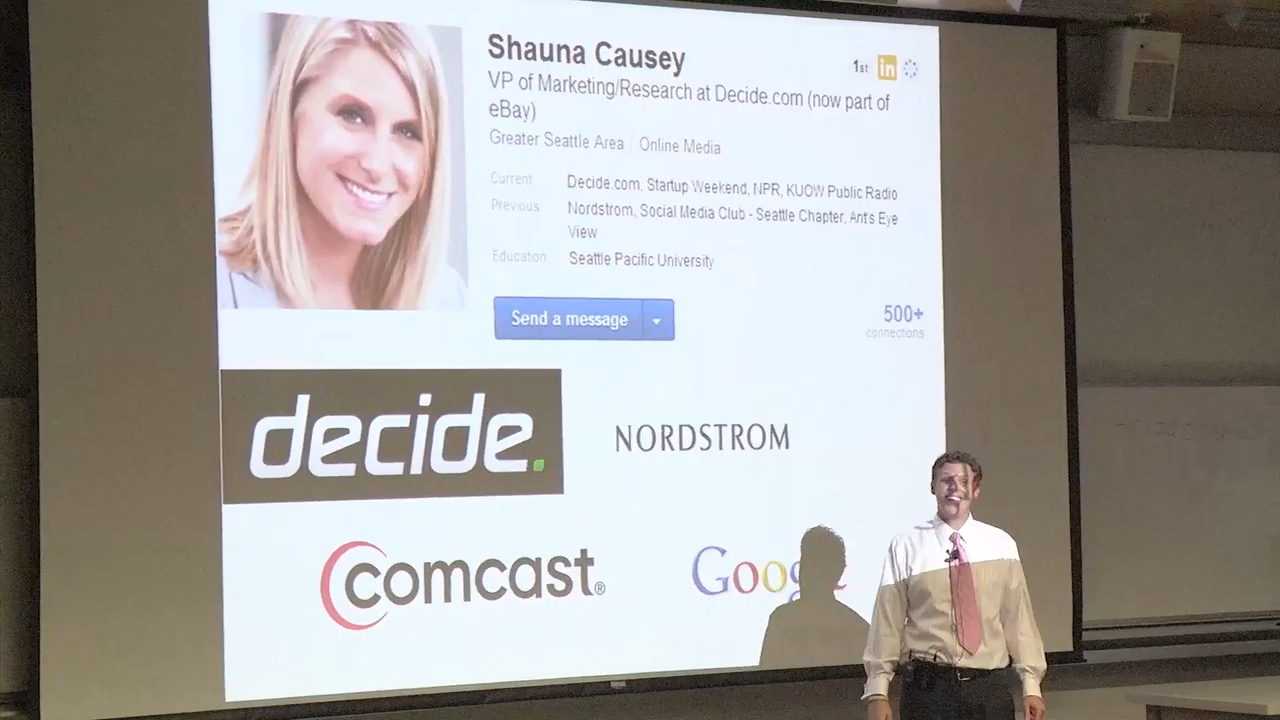 Shauna Causey
1st in
VP of Marketing/Research at Decide.com (now part of
eBay)
Greater Seattle Area | Online Media
Current Decide.com, Startup Weekend, NPR, KUOW Public Radio
Previous Nordstrom, Social Media Club - Seattle Chapter, Ant's Eye
View
Education Seattle Pacific University
Send a message
500+
connections
decide.
NORDSTROM
comcast®
Google